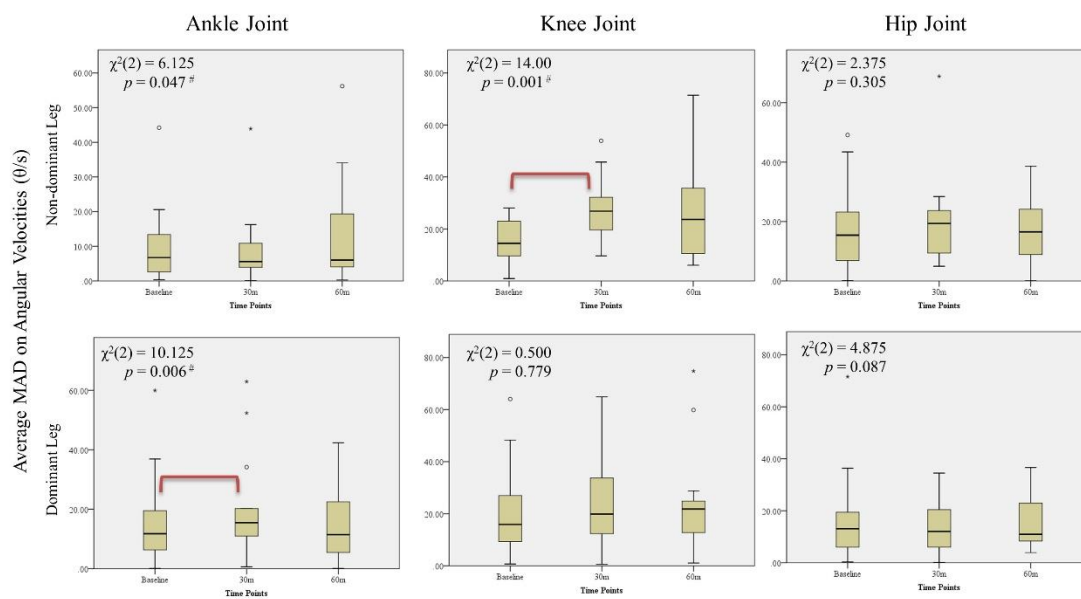 Ankle Joint
Knee Joint
Hip Joint
Average MAD on Angular Velocities (θ/s)
Non-dominant Leg
χ²(2) = 6.125
p = 0.047 #
60.00
50.00
40.00
30.00
20.00
10.00
.00
Baseline 30m 60m
Time Points
χ²(2) = 14.00
p = 0.001 #
80.00
60.00
40.00
20.00
.00
Baseline 30m 60m
Time Points
χ²(2) = 2.375
p = 0.305
80.00
60.00
40.00
20.00
.00
Baseline 30m 60m
Time Points
Dominant Leg
χ²(2) = 10.125
p = 0.006
60.00
40.00
20.00
.00
Baseline 30m 60m
Time Points
χ²(2) = 0.500
p = 0.779
80.00
60.00
40.00
20.00
.00
Baseline 30m 60m
Time Points
χ²(2) = 4.875
p = 0.087
80.00
60.00
40.00
20.00
.00
Baseline 30m 60m
Time Points